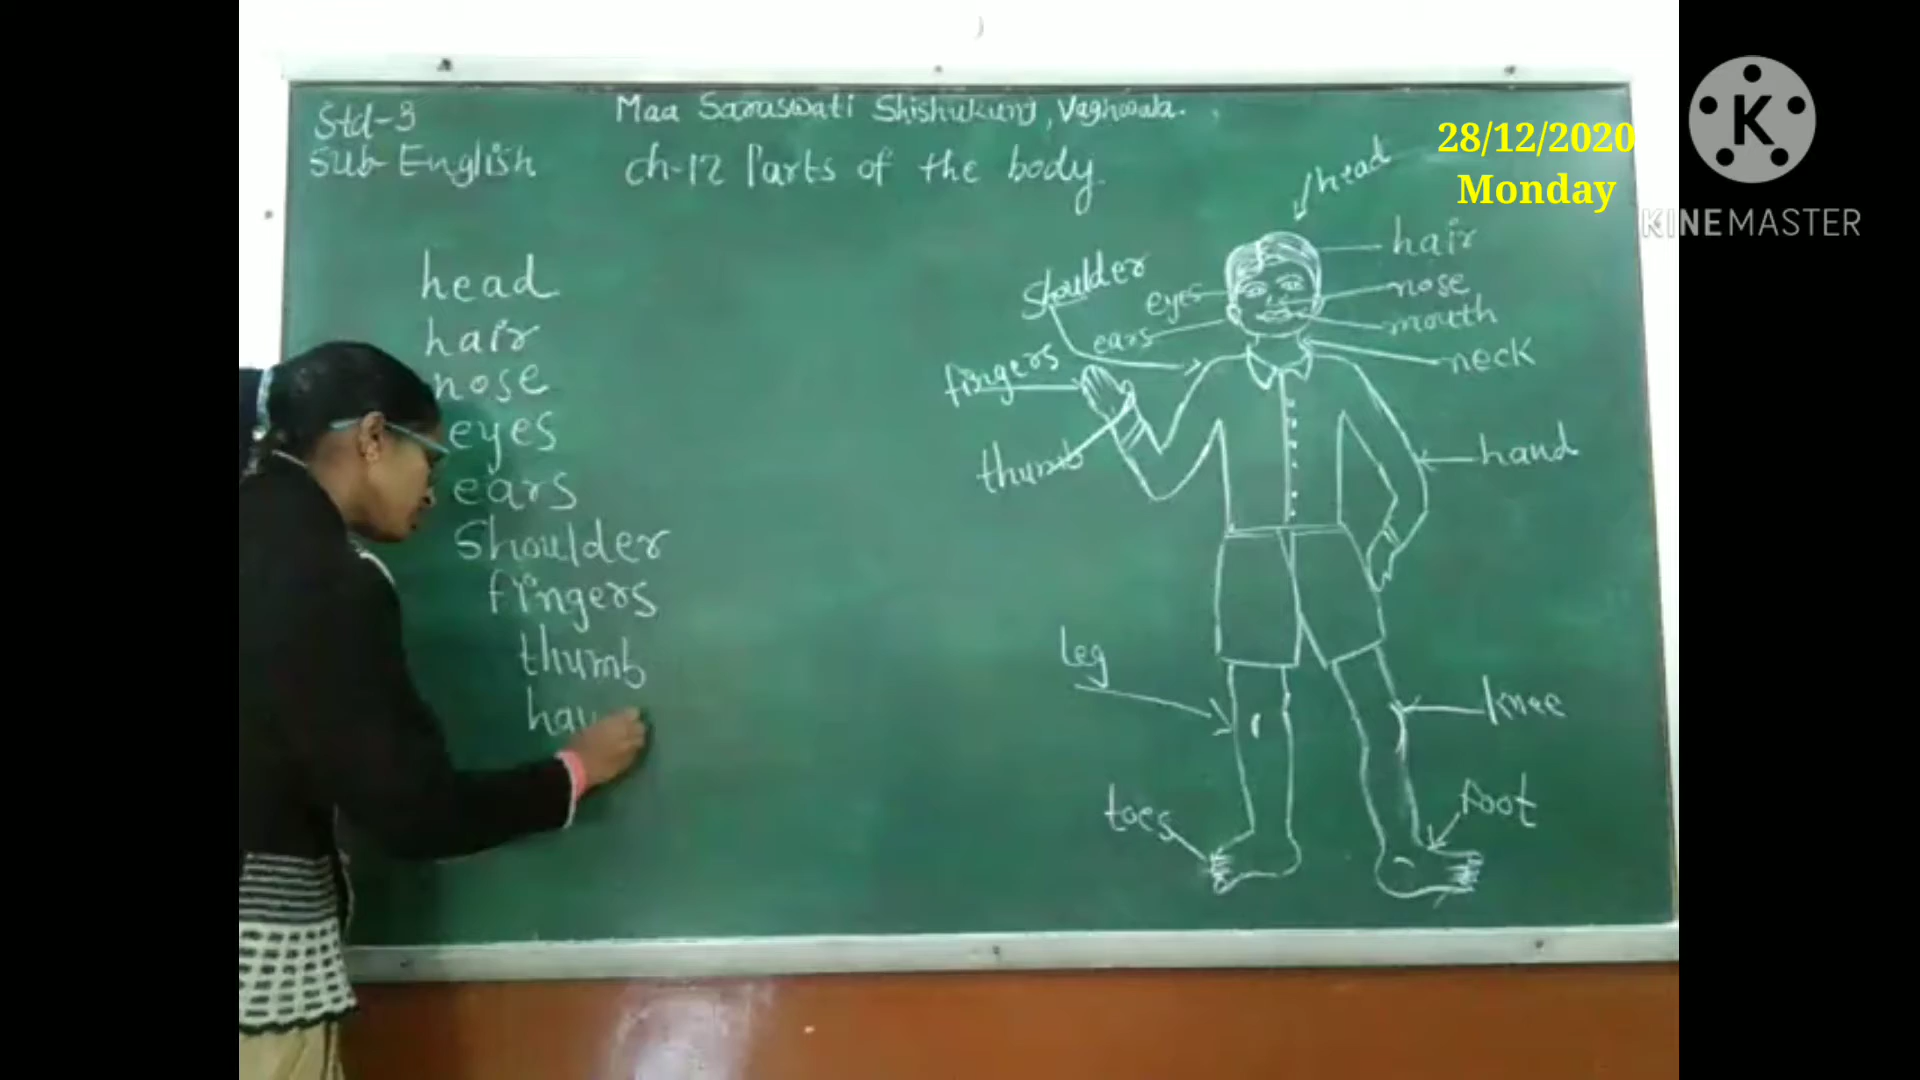 Std-3
Sub-English
Maa Saraswati Shishukunj, Vaghwala.
ch-12 Parts of the body.
28/12/2020
Monday
KINEMASTER
head
hair
nose
eyes
ears
Shoulder
fingers
thumb
head
hair
nose
mouth
neck
hand
knee
foot
shoulder
eyes
ears
fingers
thumb
leg
toes